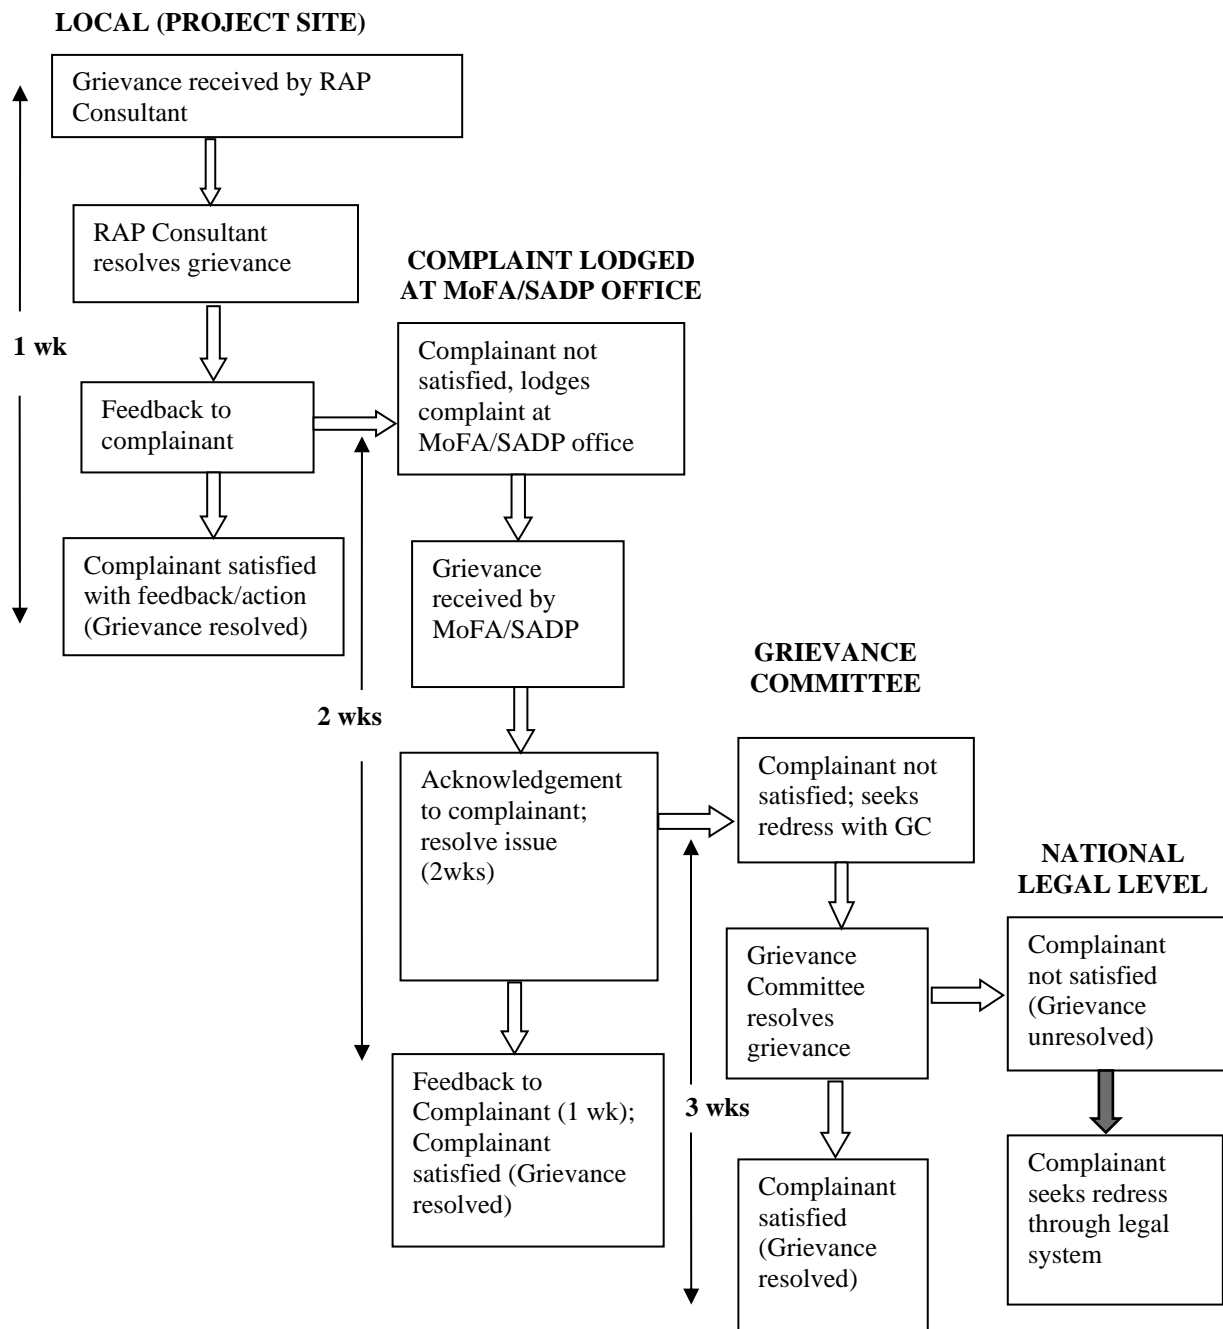 LOCAL (PROJECT SITE)
Grievance received by RAP
Consultant
RAP Consultant
resolves grievance
1 wk
Feedback to
complainant
Complainant satisfied
with feedback/action
(Grievance resolved)
COMPLAINT LODGED
AT MoFA/SADP OFFICE
Complainant not
satisfied, lodges
complaint at
MoFA/SADP office
Grievance
received by
MoFA/SADP
2 wks
Acknowledgement
to complainant;
resolve issue
(2wks)
Feedback to
Complainant (1 wk);
Complainant
satisfied (Grievance
resolved)
GRIEVANCE
COMMITTEE
Complainant not
satisfied; seeks
redress with GC
Grievance
Committee
resolves
grievance
3 wks
Complainant
satisfied
(Grievance
resolved)
NATIONAL
LEGAL LEVEL
Complainant
not satisfied
(Grievance
unresolved)
Complainant
seeks redress
through legal
system